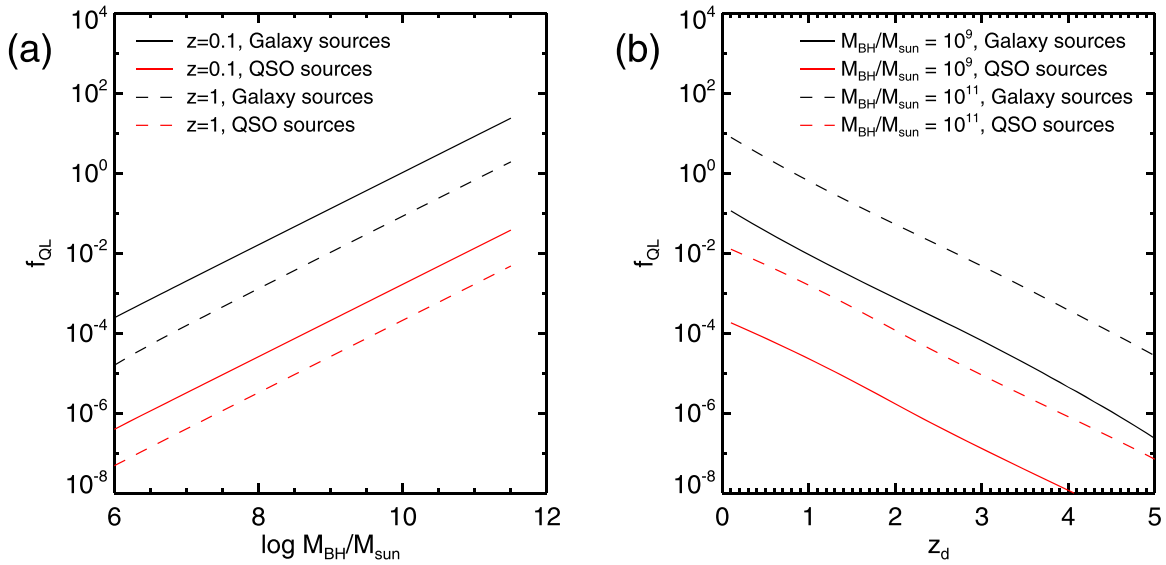 (a)
z=0.1, Galaxy sources
z=0.1, QSO sources
z=1, Galaxy sources
z=1, QSO sources
10^4
10^2
10^0
10^-2
10^-4
10^-6
10^-8
f_QL
6 8 10 12
log M_BH/M_sun
(b)
M_BH/M_sun = 10^9, Galaxy sources
M_BH/M_sun = 10^9, QSO sources
M_BH/M_sun = 10^11, Galaxy sources
M_BH/M_sun = 10^11, QSO sources
10^4
10^2
10^0
10^-2
10^-4
10^-6
10^-8
f_QL
0 1 2 3 4 5
z_d